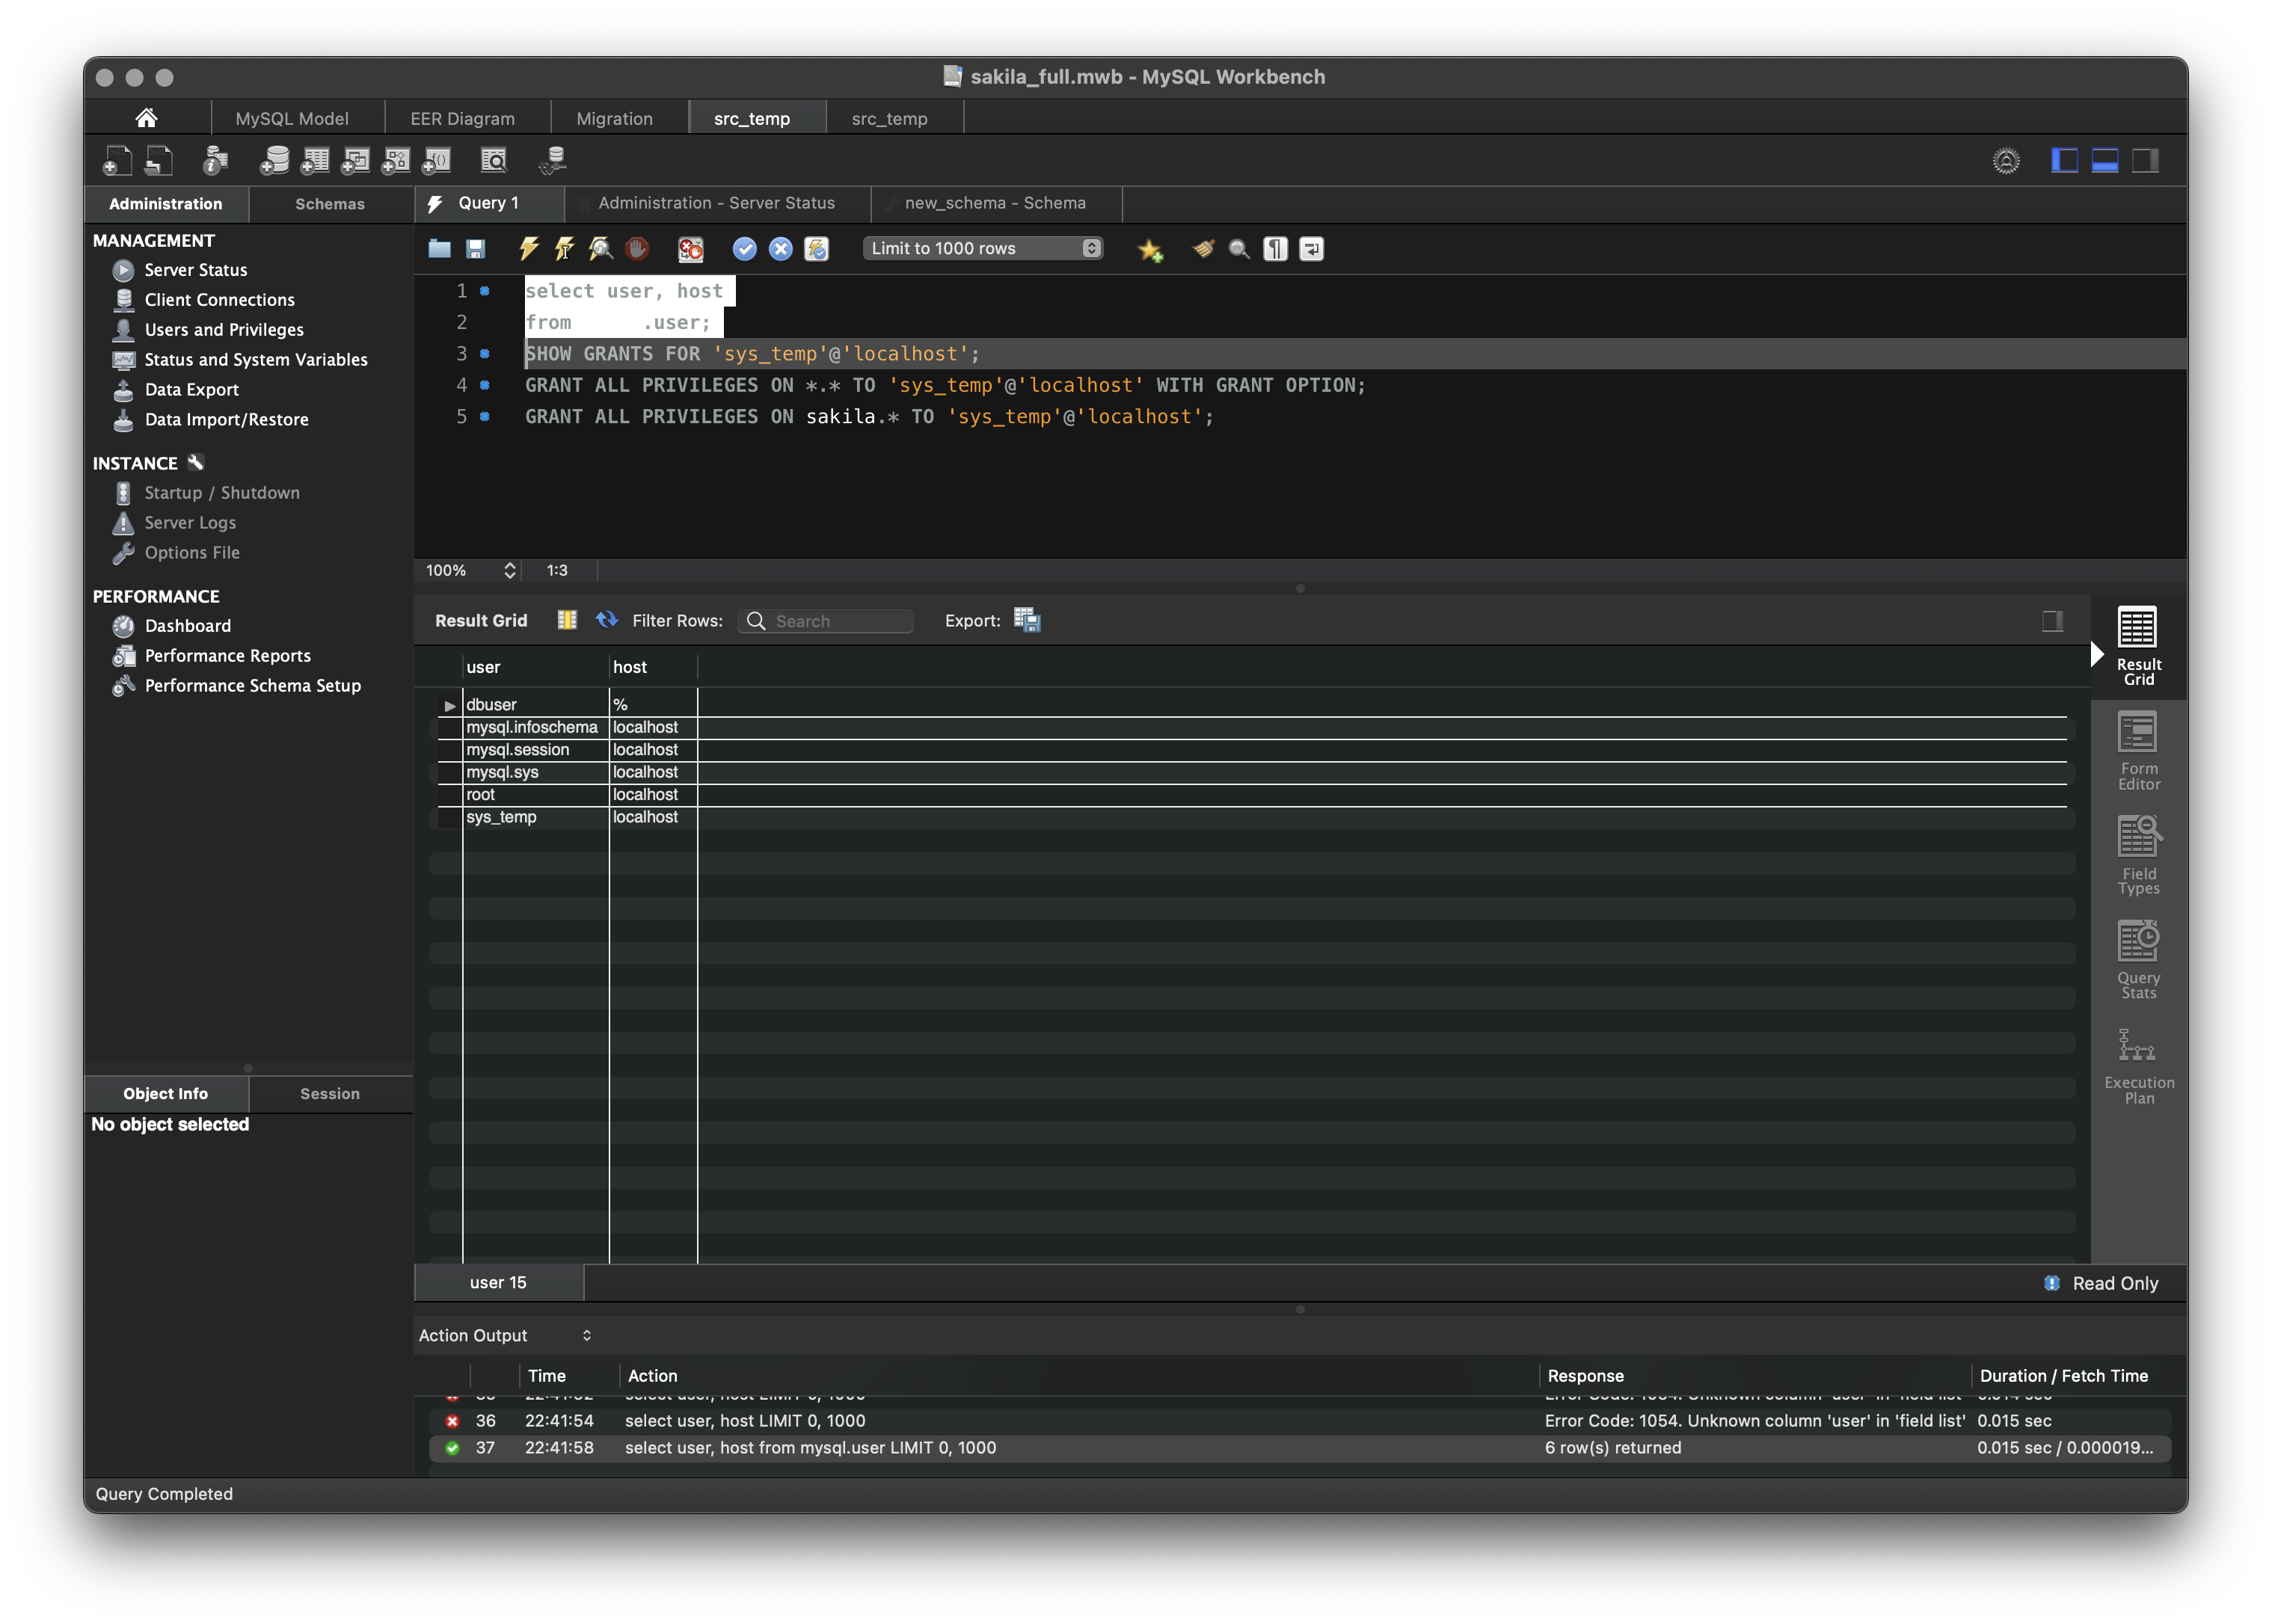 sakila_full.mwb - MySQL Workbench
MySQL Model
EER Diagram
Migration
src_temp
src_temp
Administration
Schemas
Query 1
Administration - Server Status
new_schema - Schema
MANAGEMENT
Server Status
Client Connections
Users and Privileges
Status and System Variables
Data Export
Data Import/Restore
INSTANCE
Startup / Shutdown
Server Logs
Options File
PERFORMANCE
Dashboard
Performance Reports
Performance Schema Setup
Limit to 1000 rows
1 select user, host
2 from .user;
3 SHOW GRANTS FOR 'sys_temp'@'localhost';
4 GRANT ALL PRIVILEGES ON *.* TO 'sys_temp'@'localhost' WITH GRANT OPTION;
5 GRANT ALL PRIVILEGES ON sakila.* TO 'sys_temp'@'localhost';
100% 1:3
Result Grid Filter Rows: Search Export:
user host
dbuser %
mysql.infoschema localhost
mysql.session localhost
mysql.sys localhost
root localhost
sys_temp localhost
Result
Grid
Form
Editor
Field
Types
Query
Stats
Execution
Plan
Object Info
Session
No object selected
user 15
Read Only
Action Output
Time Action Response Duration / Fetch Time
36 22:41:54 select user, host LIMIT 0, 1000 Error Code: 1054. Unknown column 'user' in 'field list' 0.015 sec
37 22:41:58 select user, host from mysql.user LIMIT 0, 1000 6 row(s) returned 0.015 sec / 0.000019...
Query Completed